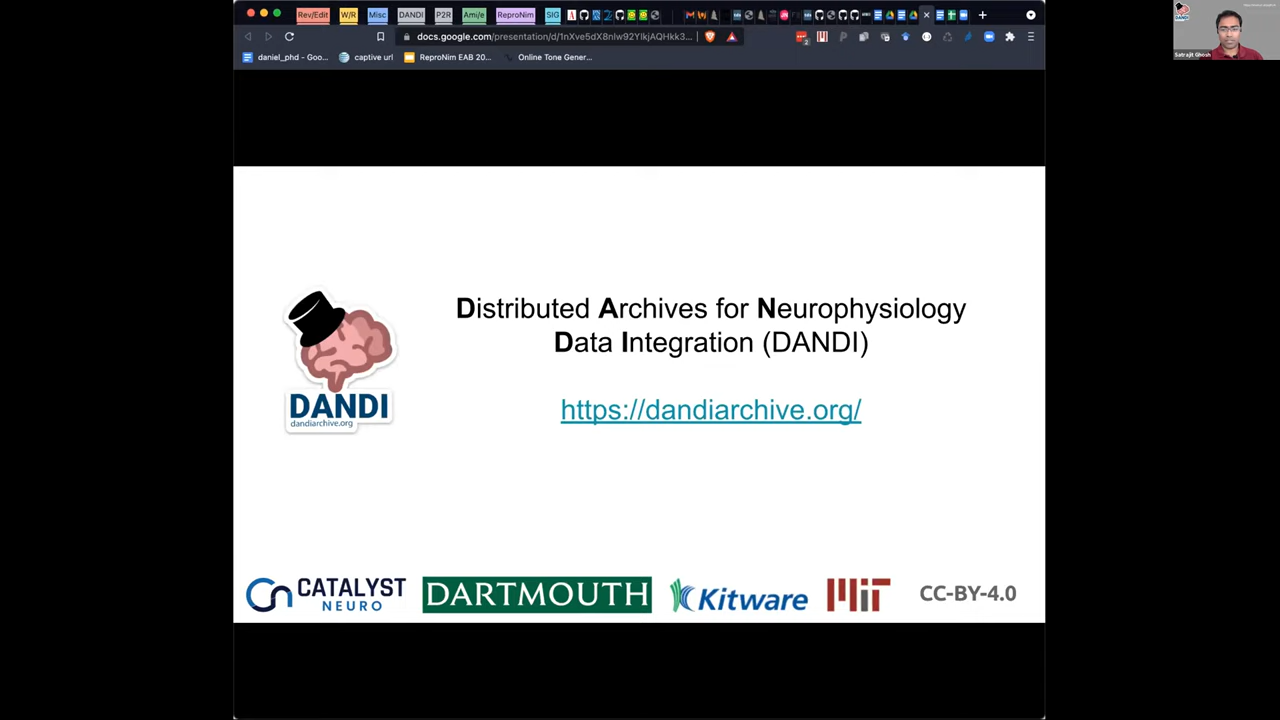 Rev/Edit
W/R
Misc
DANDI
P2R
Ami/e
ReproNim
SIG
docs.google.com/presentation/d/1nXve5dX8nIw92YIkjAQHkk3...
daniel_phd - Goo...
captive url
ReproNim EAB 20...
Online Tone Gener...
Satrajit Ghosh
Distributed Archives for Neurophysiology
Data Integration (DANDI)
https://dandiarchive.org/
DANDI
dandiarchive.org
CATALYST
NEURO
DARTMOUTH
Kitware
MIT
CC-BY-4.0